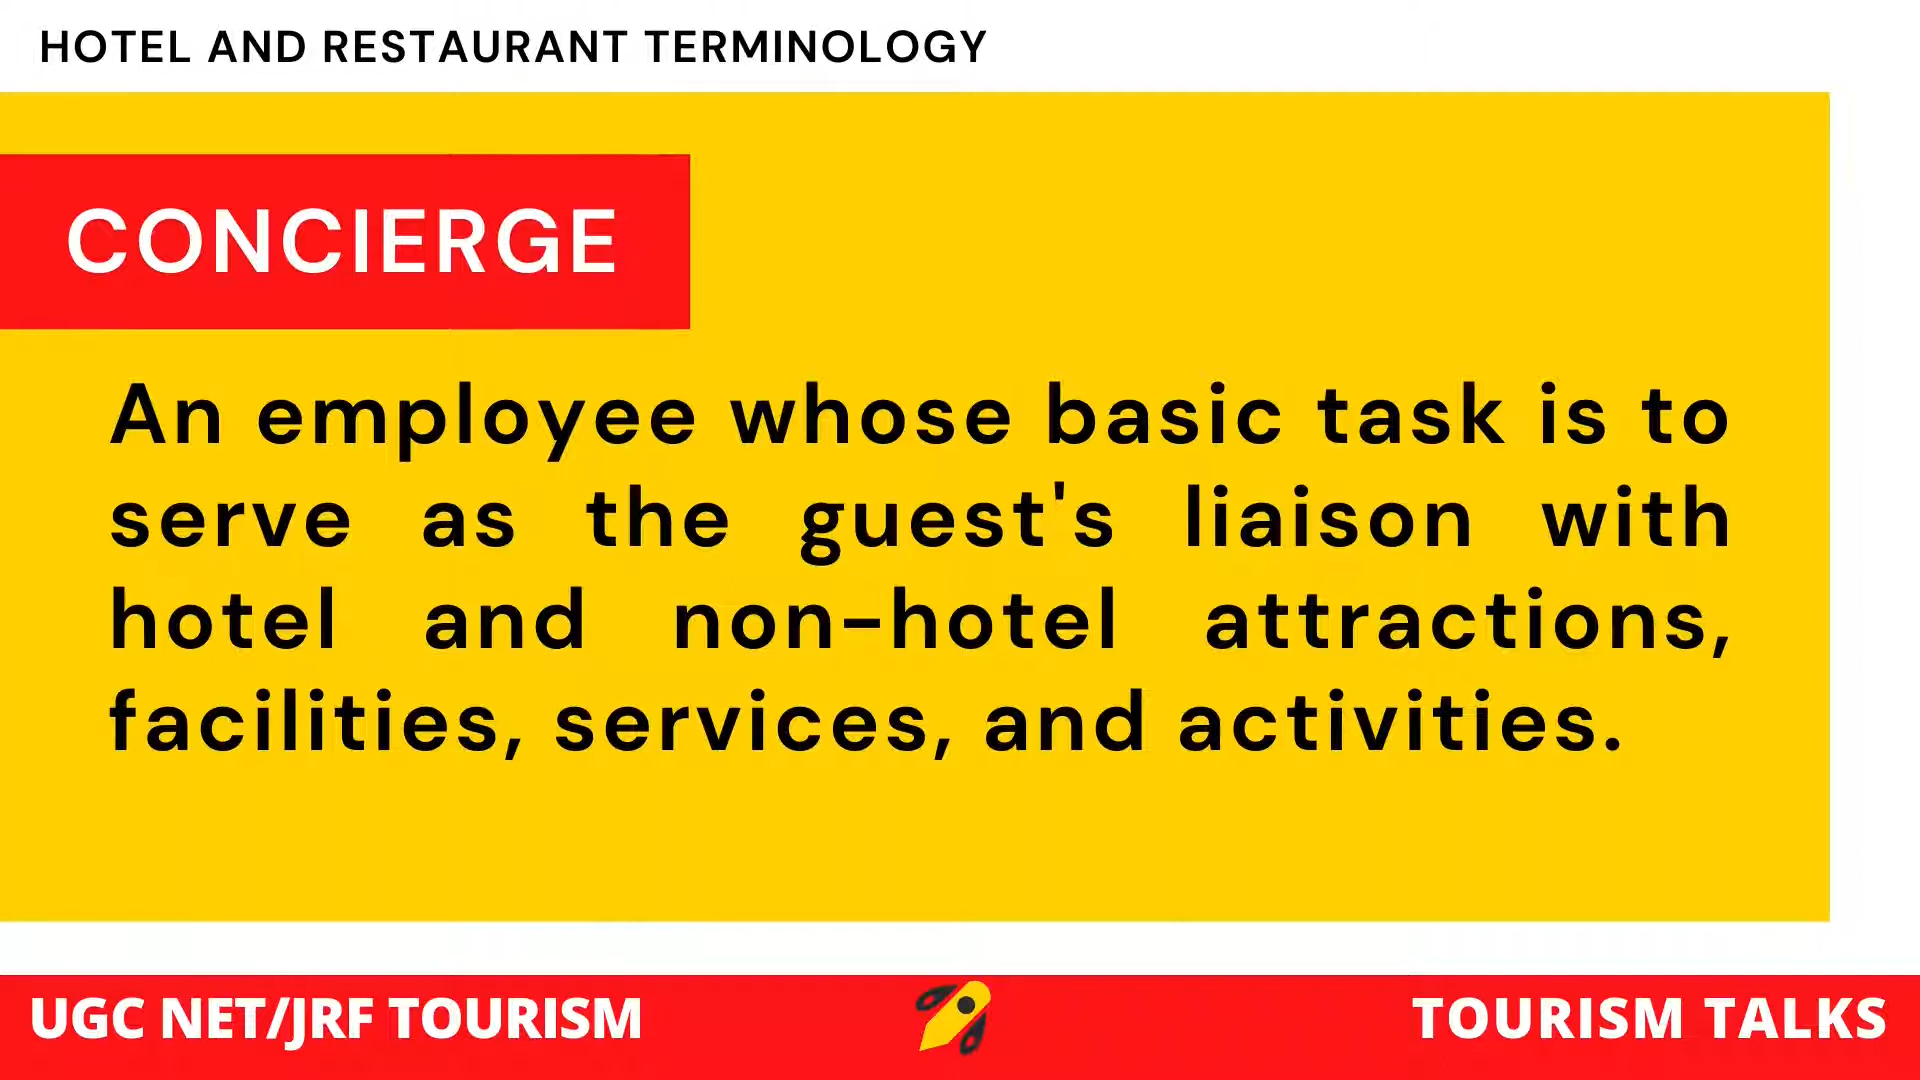 HOTEL AND RESTAURANT TERMINOLOGY
CONCIERGE
An employee whose basic task is to
serve as the guest's liaison with
hotel and non-hotel attractions,
facilities, services, and activities.
UGC NET/JRF TOURISM
TOURISM TALKS